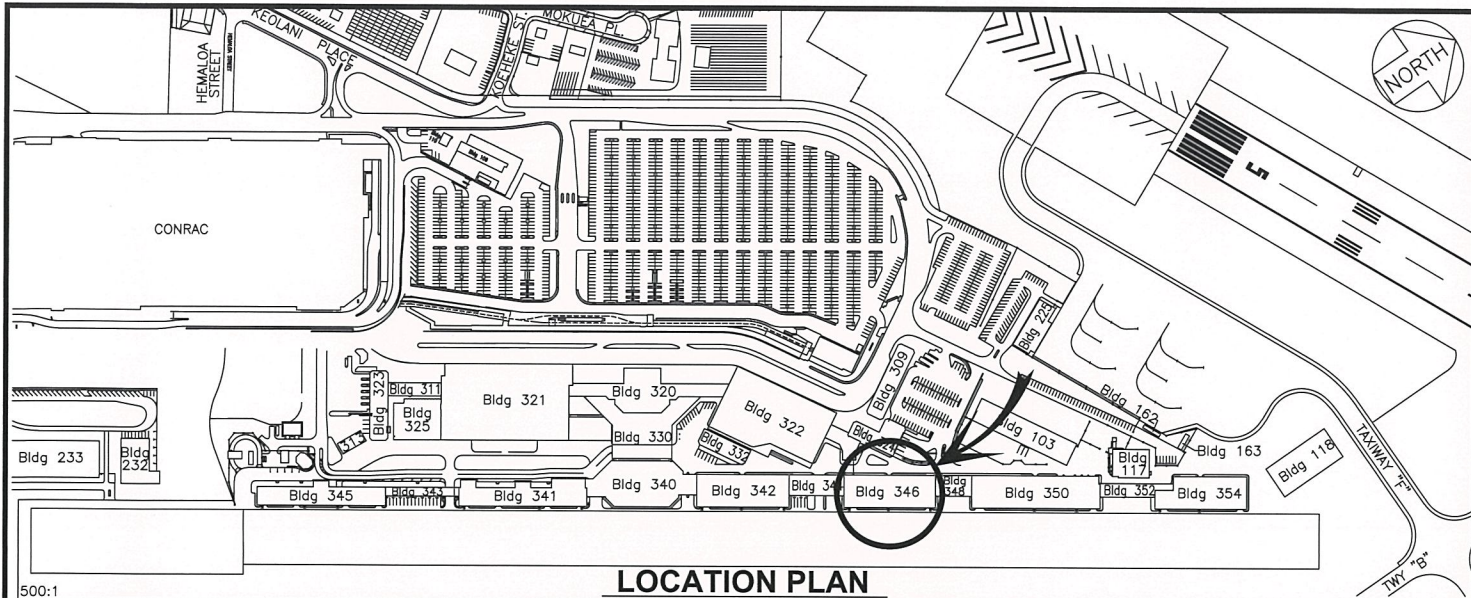 KEOLANI PLACE
HEMALOA
STREET
HEMALOA STREET
KOEHEKE ST.
MOKUEA PL.
NORTH
5
CONRAC
Bldg 225
Bldg 309
Bldg 162
Bldg 323
Bldg 311
Bldg
325
Bldg 321
Bldg 320
Bldg 330
Bldg 322
Bldg 332
313
Bldg 103
Bldg
117
Bldg 163
Bldg 118
TAXIWAY "F"
TWY "B"
Bldg 233
Bldg
232
Bldg 345
Bldg 343
Bldg 341
Bldg 340
Bldg 342
Bldg 346
Bldg
348
Bldg 350
Bldg 352
Bldg 354
500:1
LOCATION PLAN